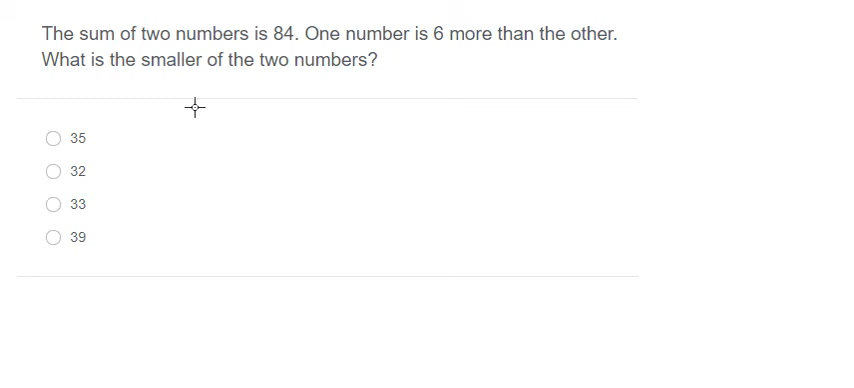 The sum of two numbers is 84. One number is 6 more than the other.
What is the smaller of the two numbers?
35
32
33
39